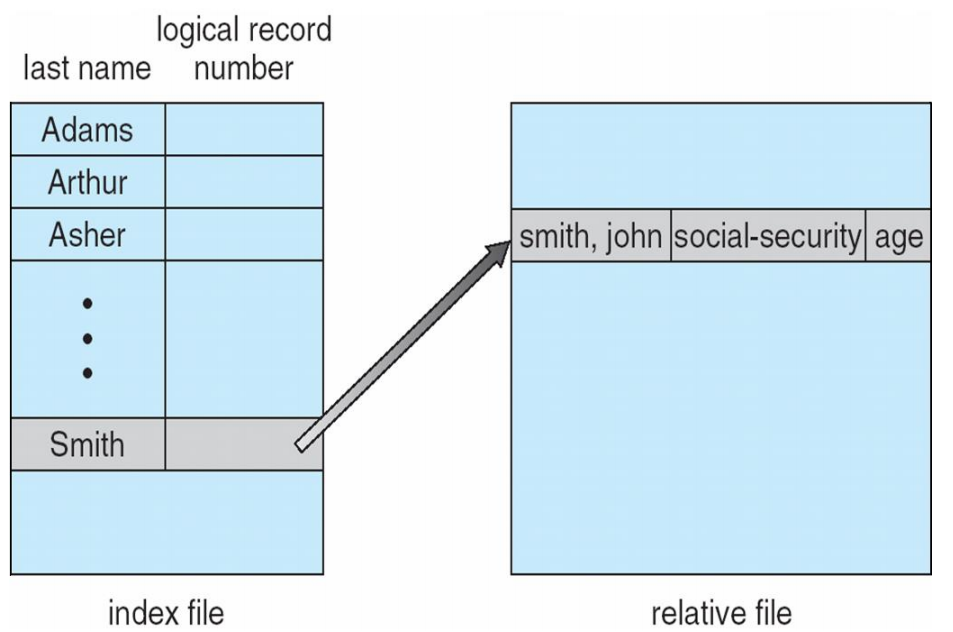 logical record
last name number
Adams
Arthur
Asher
Smith
smith, john social-security age
index file
relative file